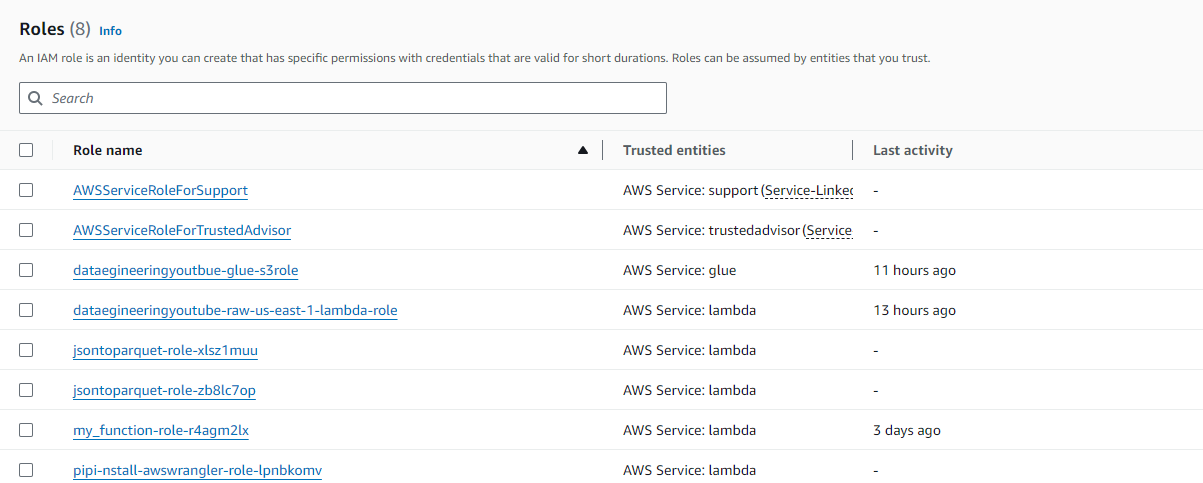 Roles (8) Info
An IAM role is an identity you can create that has specific permissions with credentials that are valid for short durations. Roles can be assumed by entities that you trust.
Search
Role name Trusted entities Last activity
AWSServiceRoleForSupport AWS Service: support (Service-Linked -
AWSServiceRoleForTrustedAdvisor AWS Service: trustedadvisor (Service -
dataegineeringyoutbue-glue-s3role AWS Service: glue 11 hours ago
dataegineeringyoutube-raw-us-east-1-lambda-role AWS Service: lambda 13 hours ago
jsontoparquet-role-xlsz1muu AWS Service: lambda -
jsontoparquet-role-zb8lc7op AWS Service: lambda -
my_function-role-r4agm2lx AWS Service: lambda 3 days ago
pipi-nstall-awswrangler-role-lpnbkomv AWS Service: lambda -